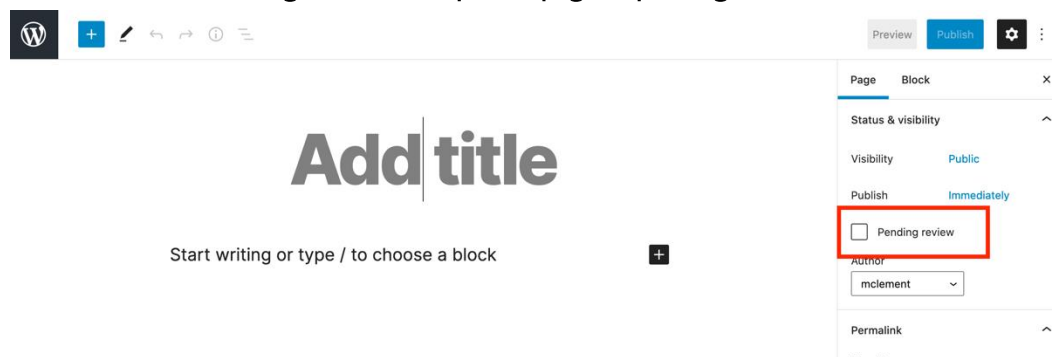 Preview Publish
Page Block
Status & visibility
Add title
Visibility Public
Publish Immediately
Pending review
Start writing or type / to choose a block
Author
mclement
Permalink